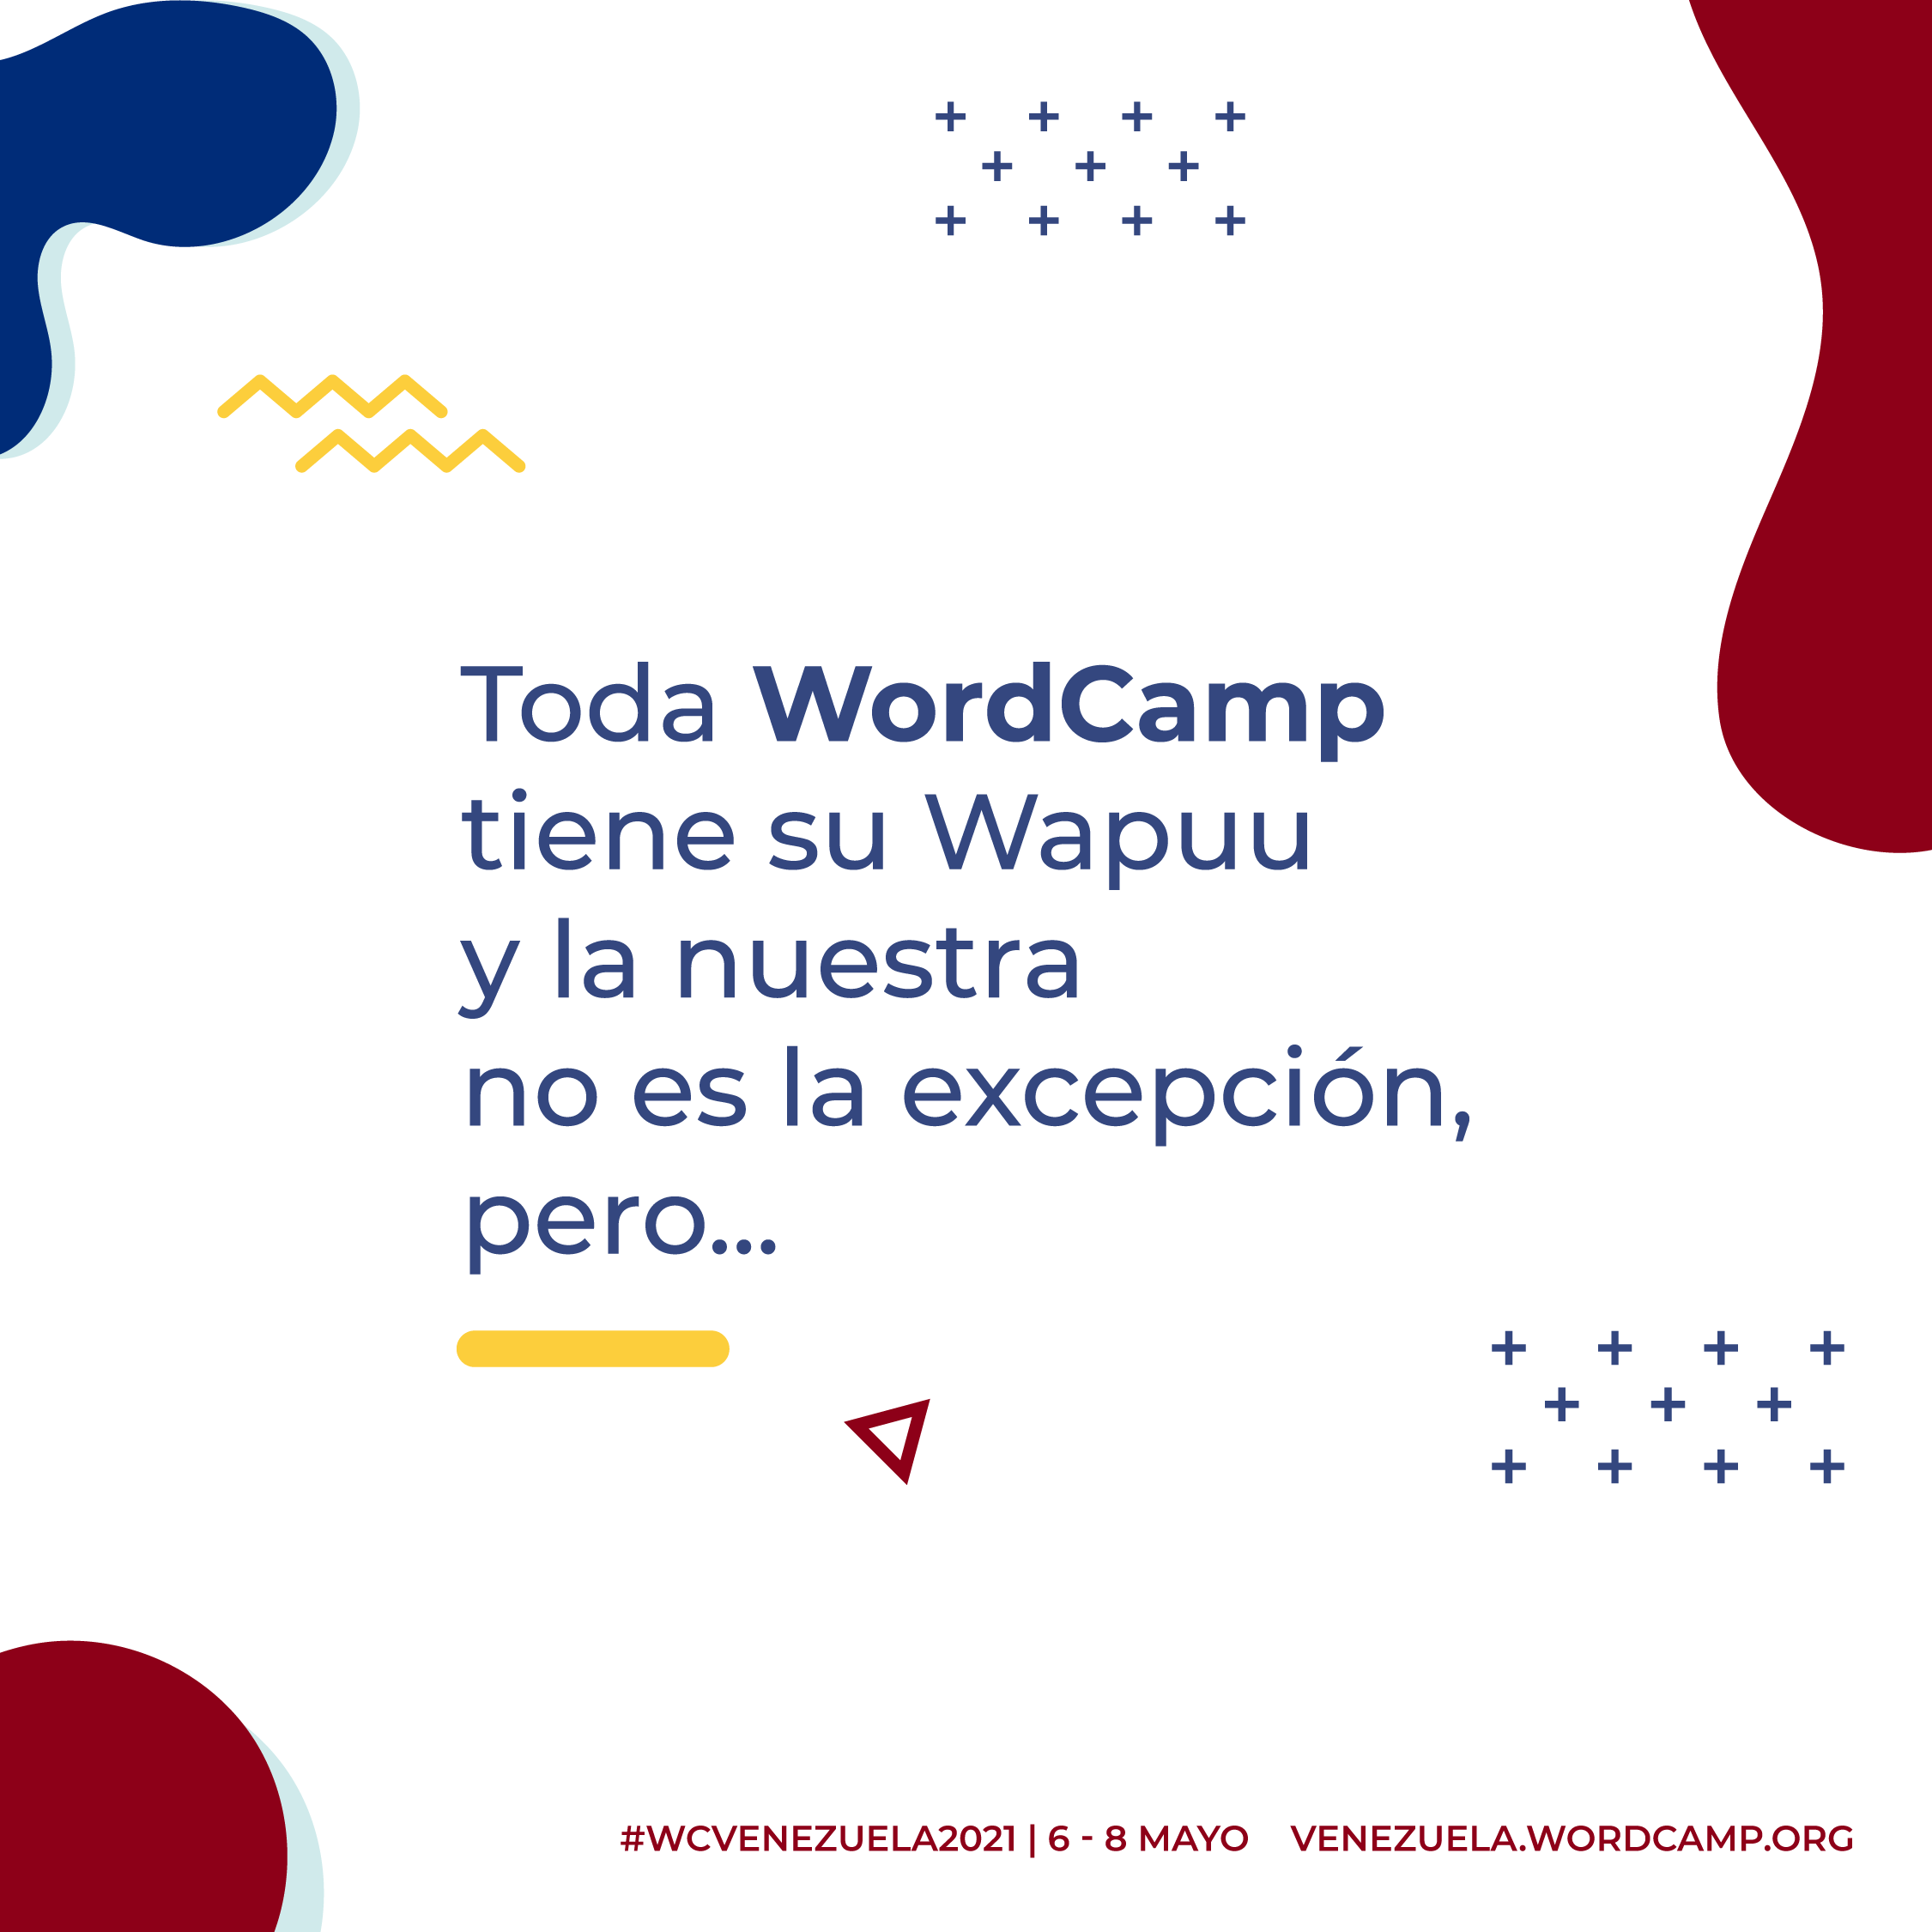 Toda WordCamp
tiene su Wapuu
y la nuestra
no es la excepción,
pero...
#WCVENEZUELA2021 | 6 - 8 MAYO VENEZUELA.WORDCAMP.ORG